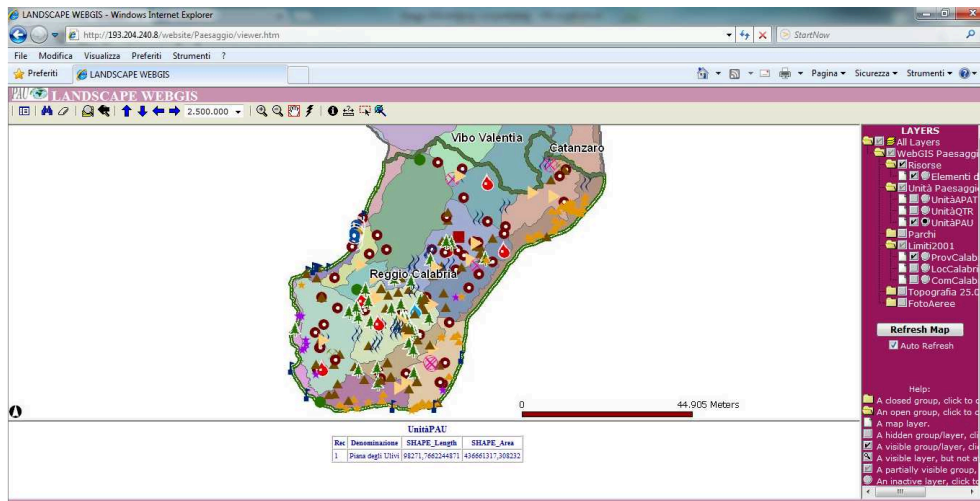 LANDSCAPE WEBGIS - Windows Internet Explorer
http://193.204.240.8/website/Paesaggio/viewer.htm
StartNow
File Modifica Visualizza Preferiti Strumenti ?
Preferiti LANDSCAPE WEBGIS
Pagina Sicurezza Strumenti
PAU LANDSCAPE WEBGIS
2.500.000
Vibo Valentia
Catanzaro
Reggio Calabria
0 44.905 Meters
LAYERS
All Layers
WebGIS Paesaggi
Risorse
Elementi d
Unità Paesaggi
UnitàAPAT
UnitàQTR
UnitàPAU
Parchi
Limiti2001
ProvCalab
LocCalabri
ComCalab
Topografia 25.0
FotoAeree
Refresh Map
Auto Refresh
Help:
A closed group, click to o
An open group, click to c
A map layer.
A hidden group/layer, cli
A visible group/layer, clic
A visible layer, but not a
A partially visible group,
An inactive layer, click t
UnitàPAU
Rec Denominazione SHAPE_Length SHAPE_Area
1 Piana degli Ulivi 98271,7662244871 436661317,308232